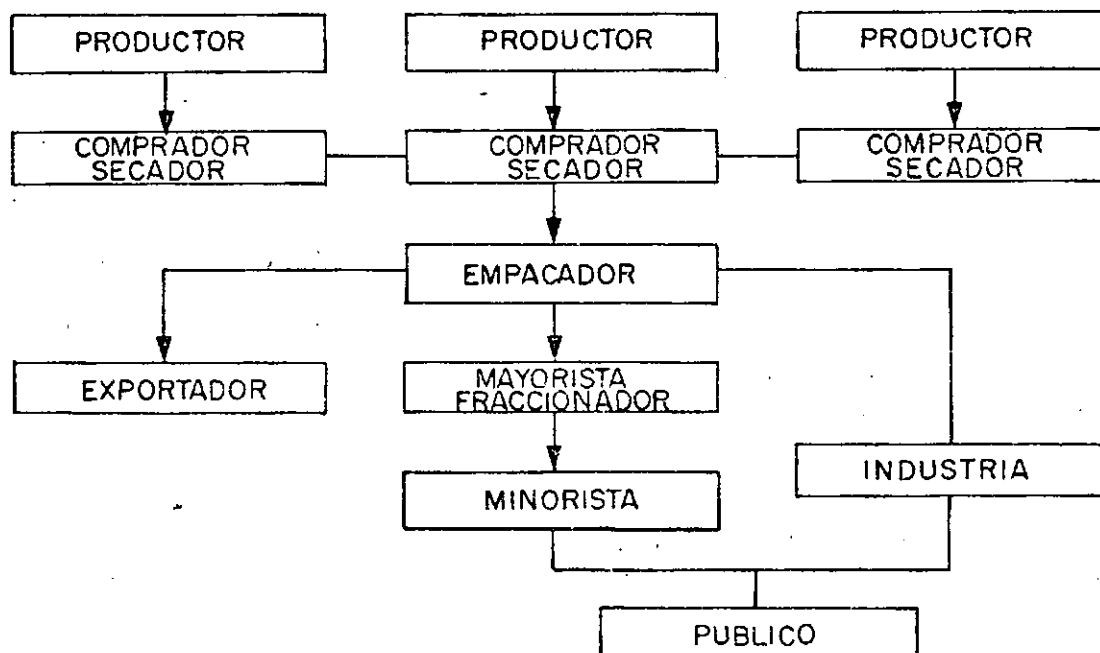 PRODUCTOR
PRODUCTOR
PRODUCTOR
COMPRADOR
SECADOR
COMPRADOR
SECADOR
COMPRADOR
SECADOR
EMPACADOR
EXPORTADOR
MAYORISTA
FRACCIONADOR
INDUSTRIA
MINORISTA
PUBLICO